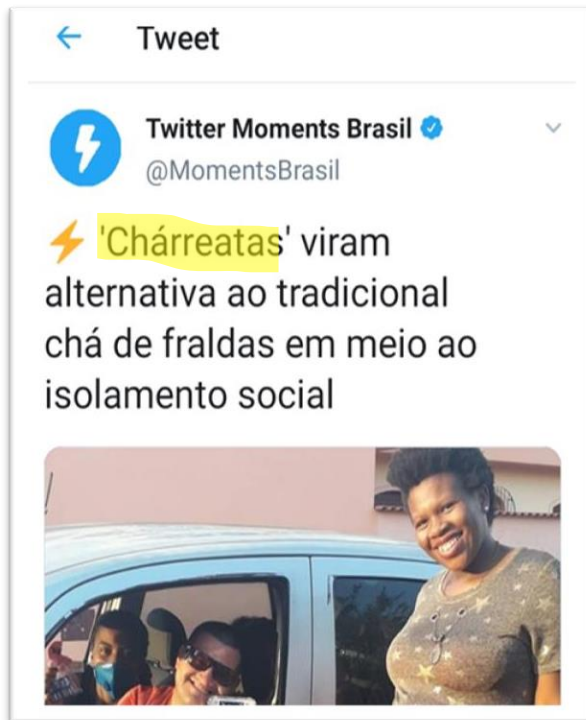 Tweet
Twitter Moments Brasil
@MomentsBrasil
'Chárreatas' viram
alternativa ao tradicional
chá de fraldas em meio ao
isolamento social